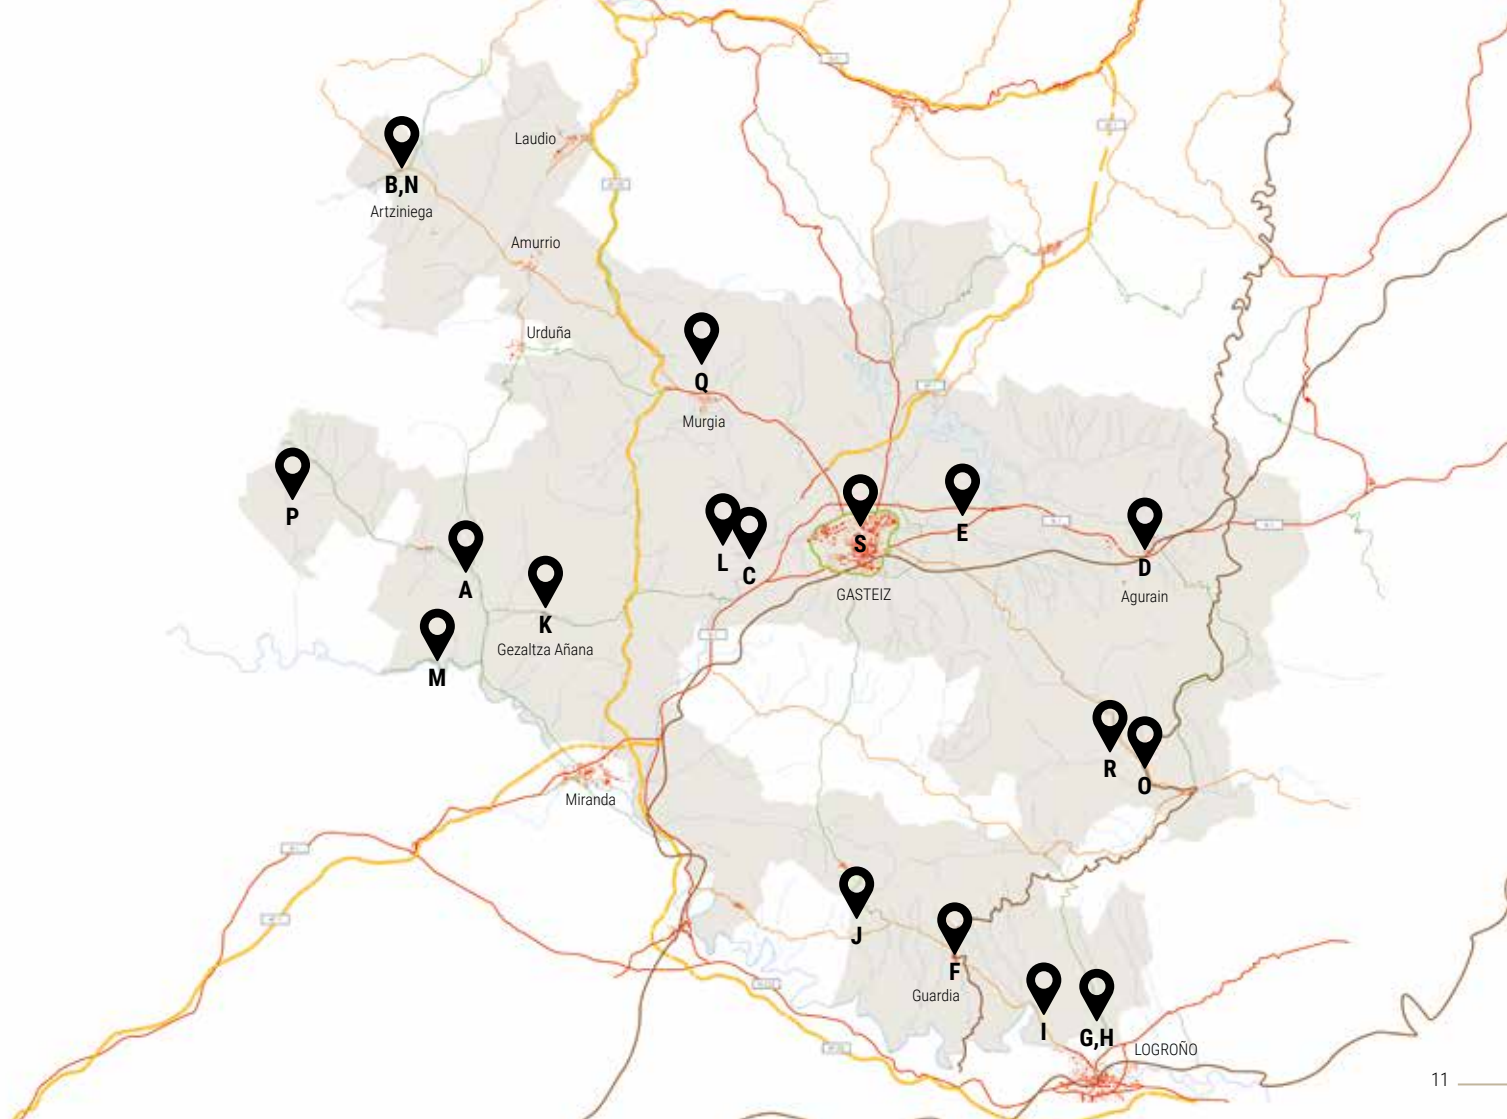 Laudio
B,N
Artziniega
Amurrio
Urduña
Q
Murgia
P
S
E
L
C
A
D
GASTEIZ
Agurain
K
Gezaltza Añana
M
R
O
Miranda
J
F
Guardia
I
G,H
LOGROÑO
11